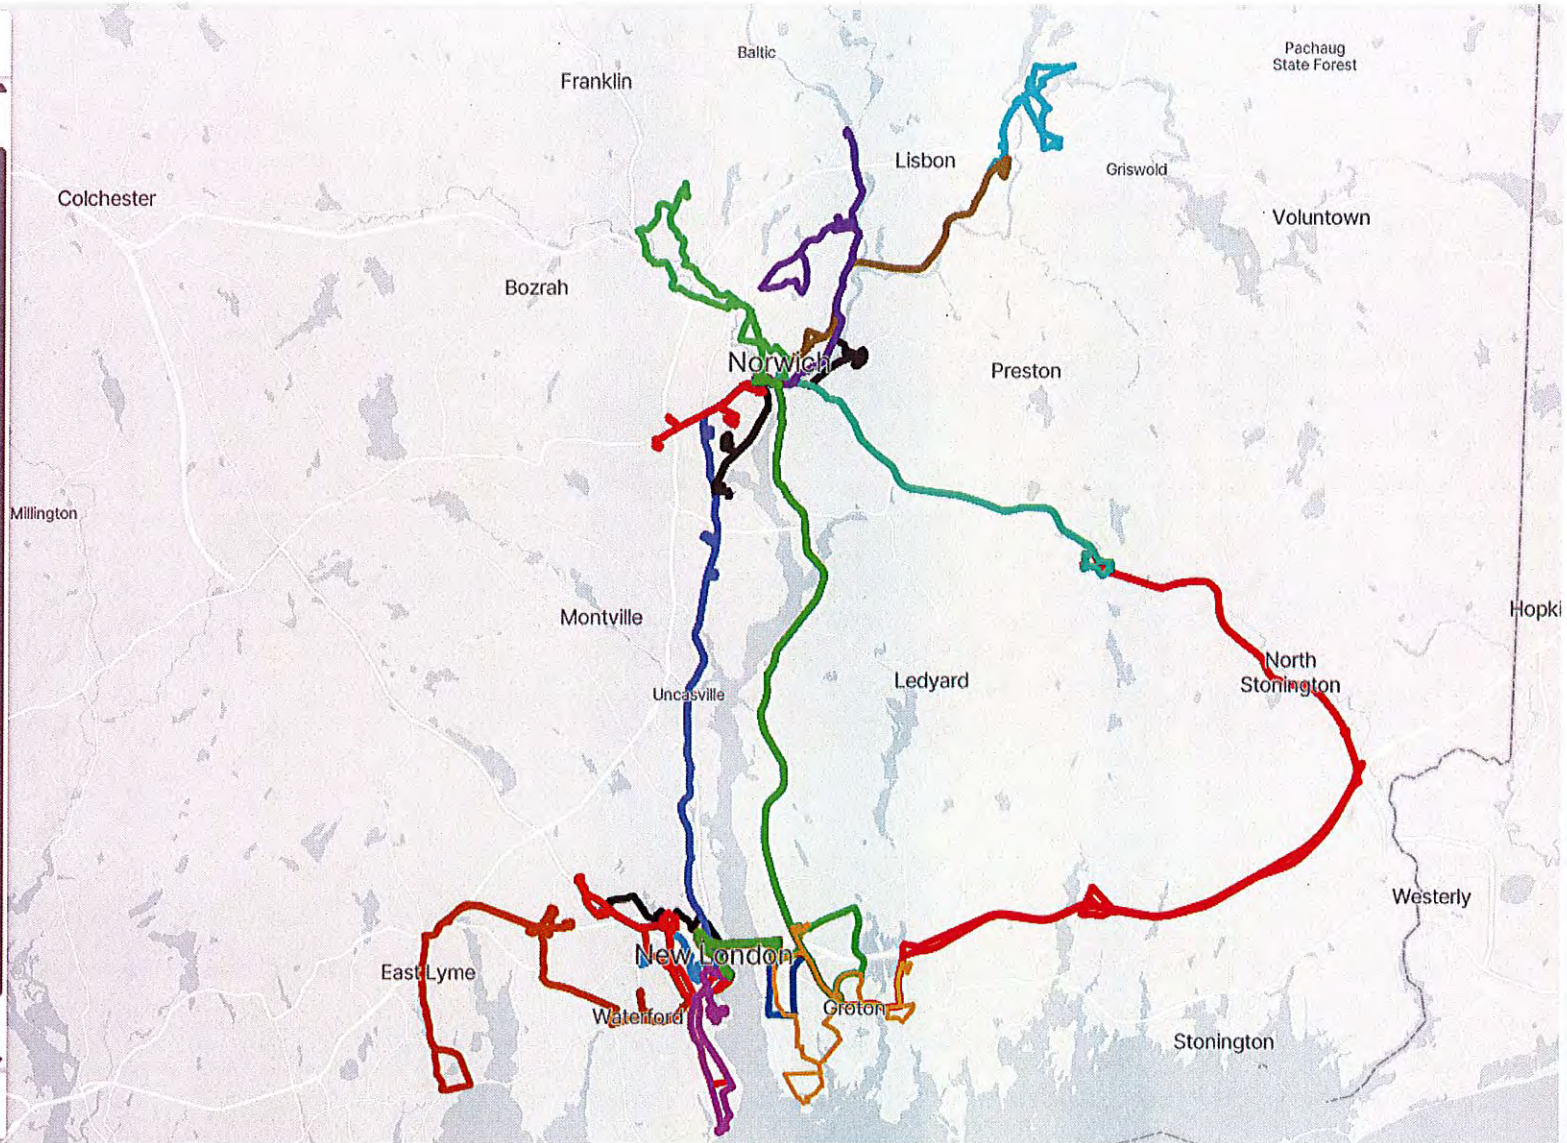 Baltic
Pachaug
State Forest
Franklin
Lisbon
Griswold
Colchester
Voluntown
Bozrah
Norwich
Preston
Millington
Hopki
Montville
North
Stonington
Ledyard
Uncasville
Westerly
New London
East Lyme
Groton
Waterford
Stonington